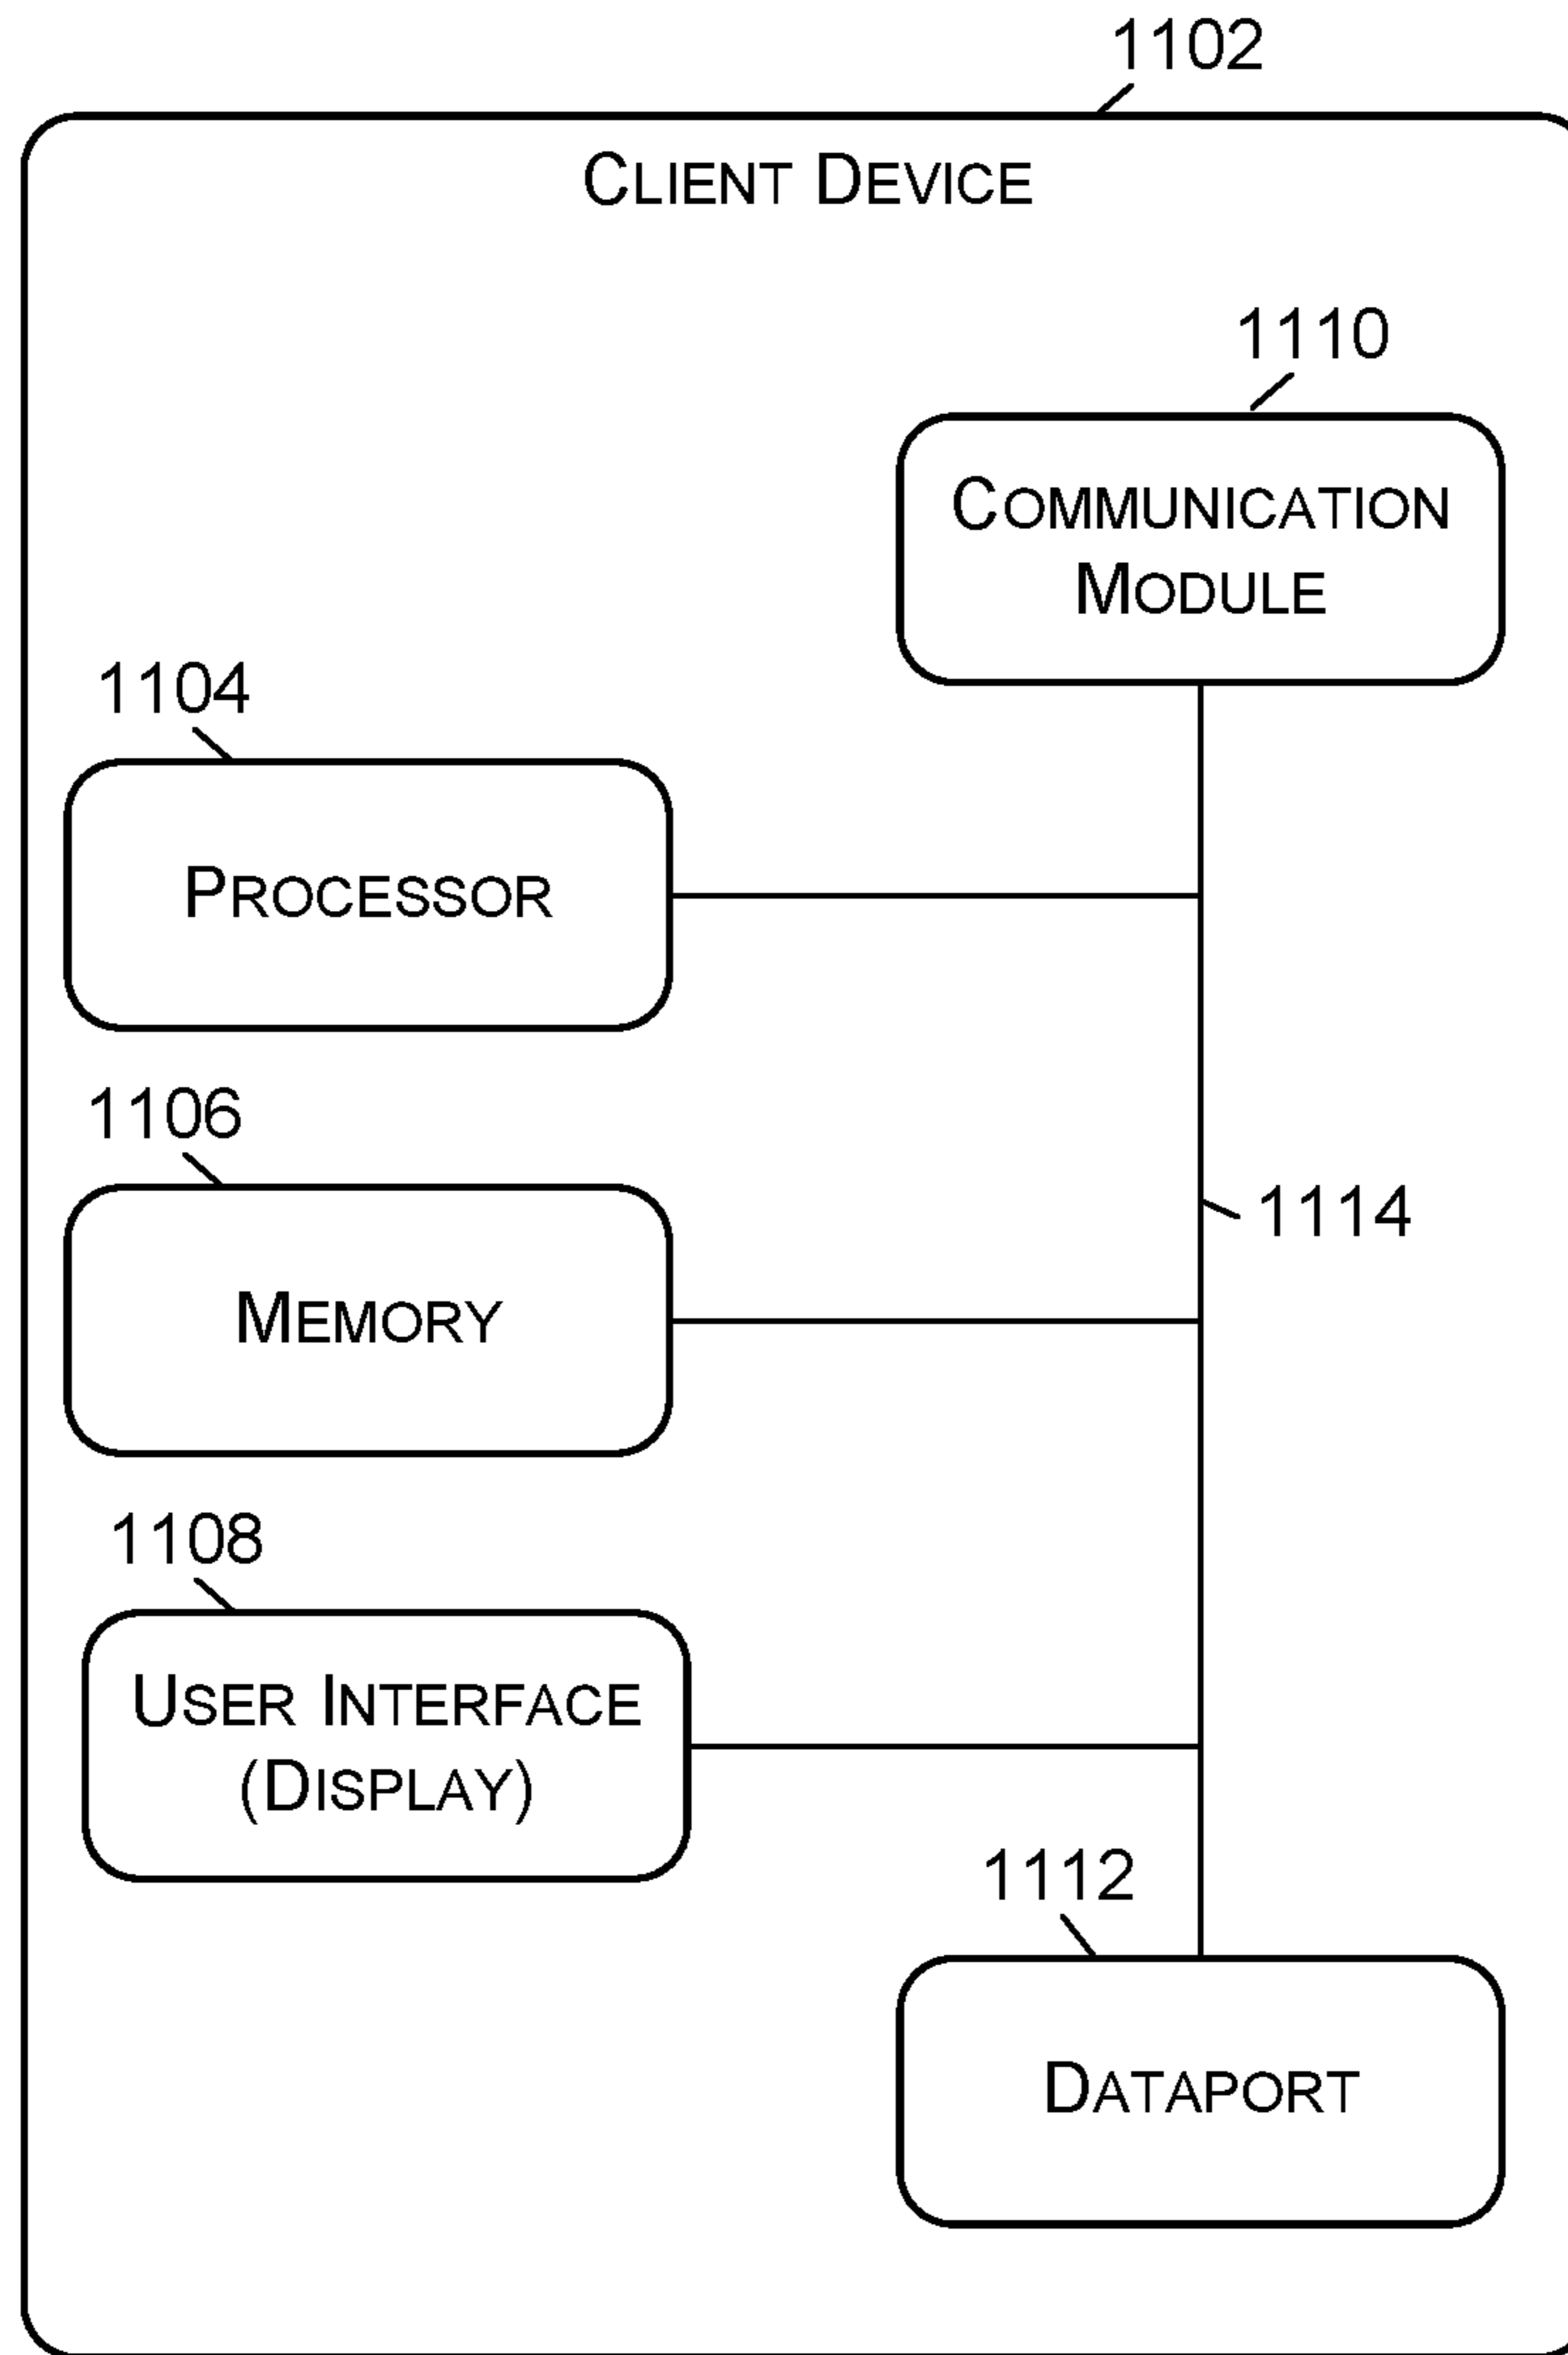 1102
CLIENT DEVICE
1110
COMMUNICATION
MODULE
1104
PROCESSOR
1106
1114
MEMORY
1108
USER INTERFACE
(DISPLAY)
1112
DATAPORT